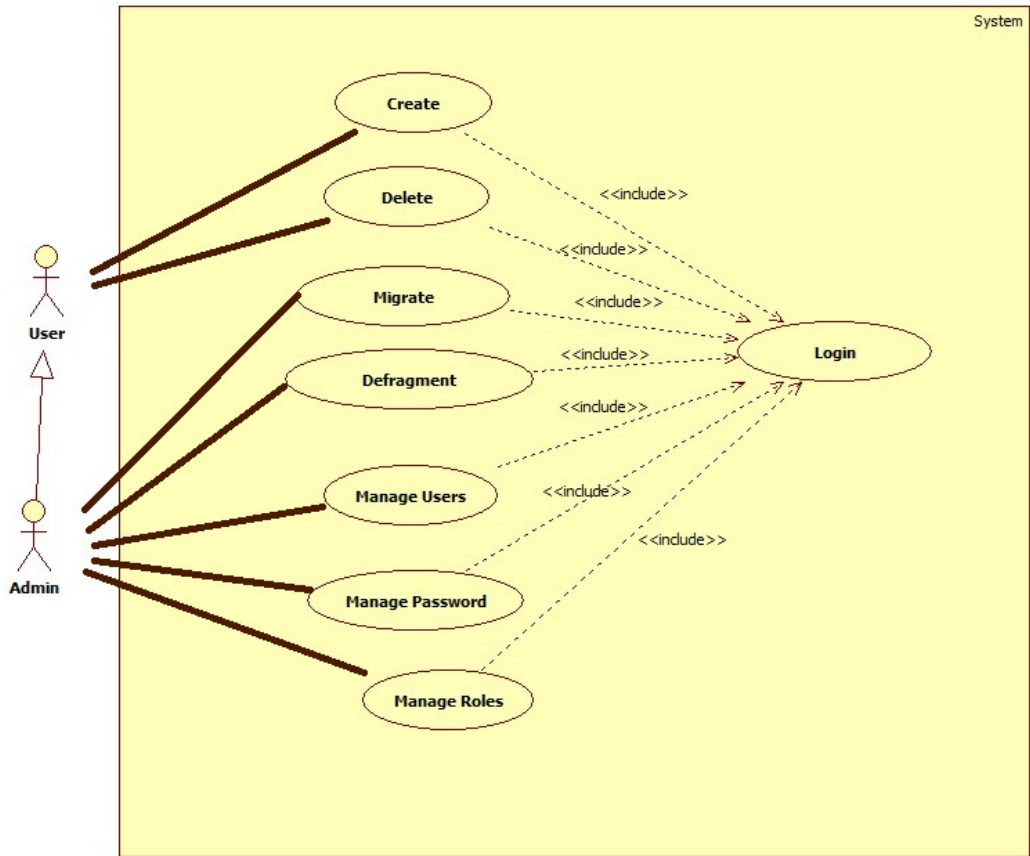 System
Create
<<include>>
Delete
<<include>>
User
Migrate
<<include>>
Login
Defragment
<<include>>
<<include>>
Manage Users
<<include>>
Admin
<<include>>
Manage Password
Manage Roles